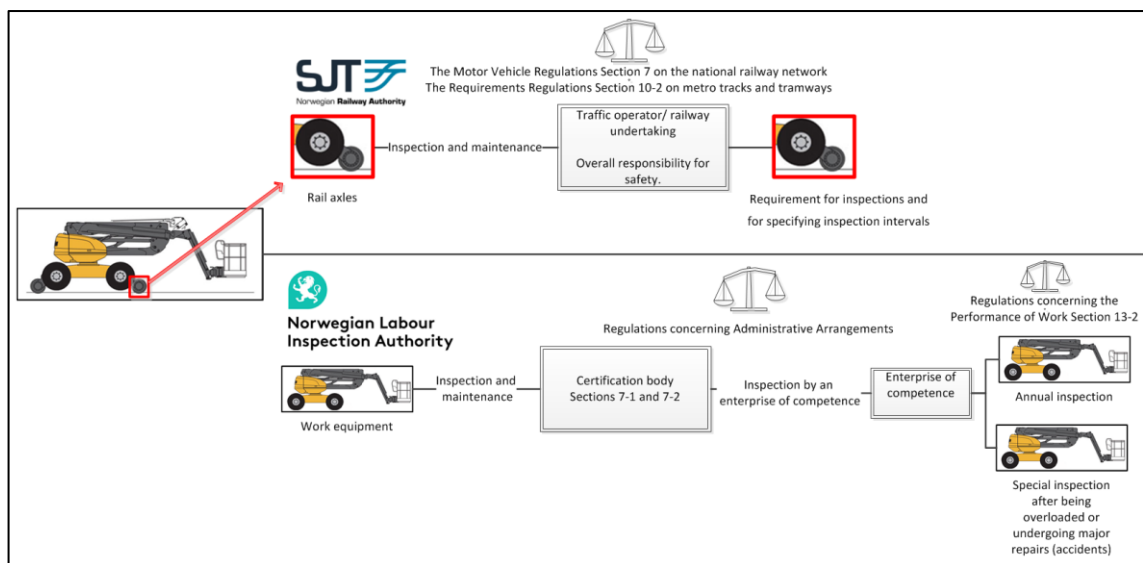 SJT
Norwegian Railway Authority
The Motor Vehicle Regulations Section 7 on the national railway network
The Requirements Regulations Section 10-2 on metro tracks and tramways
Rail axles
Inspection and maintenance
Traffic operator/ railway
undertaking
Overall responsibility for
safety.
Requirement for inspections and
for specifying inspection intervals
Norwegian Labour
Inspection Authority
Regulations concerning Administrative Arrangements
Regulations concerning the
Performance of Work Section 13-2
Work equipment
Inspection and
maintenance
Certification body
Sections 7-1 and 7-2
Inspection by an
enterprise of competence
Enterprise of
competence
Annual inspection
Special inspection
after being
overloaded or
undergoing major
repairs (accidents)